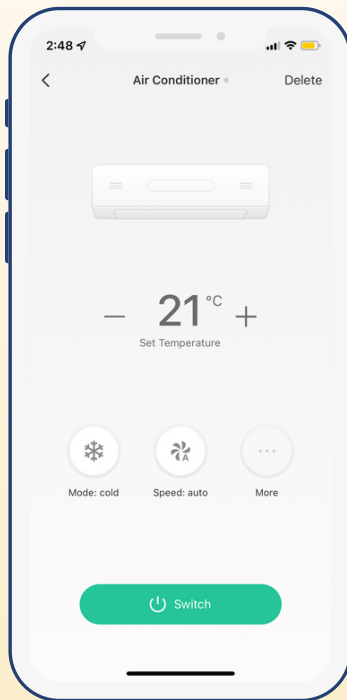 2:48
Air Conditioner
Delete
21°C
Set Temperature
A
Mode: cold
Speed: auto
More
Switch